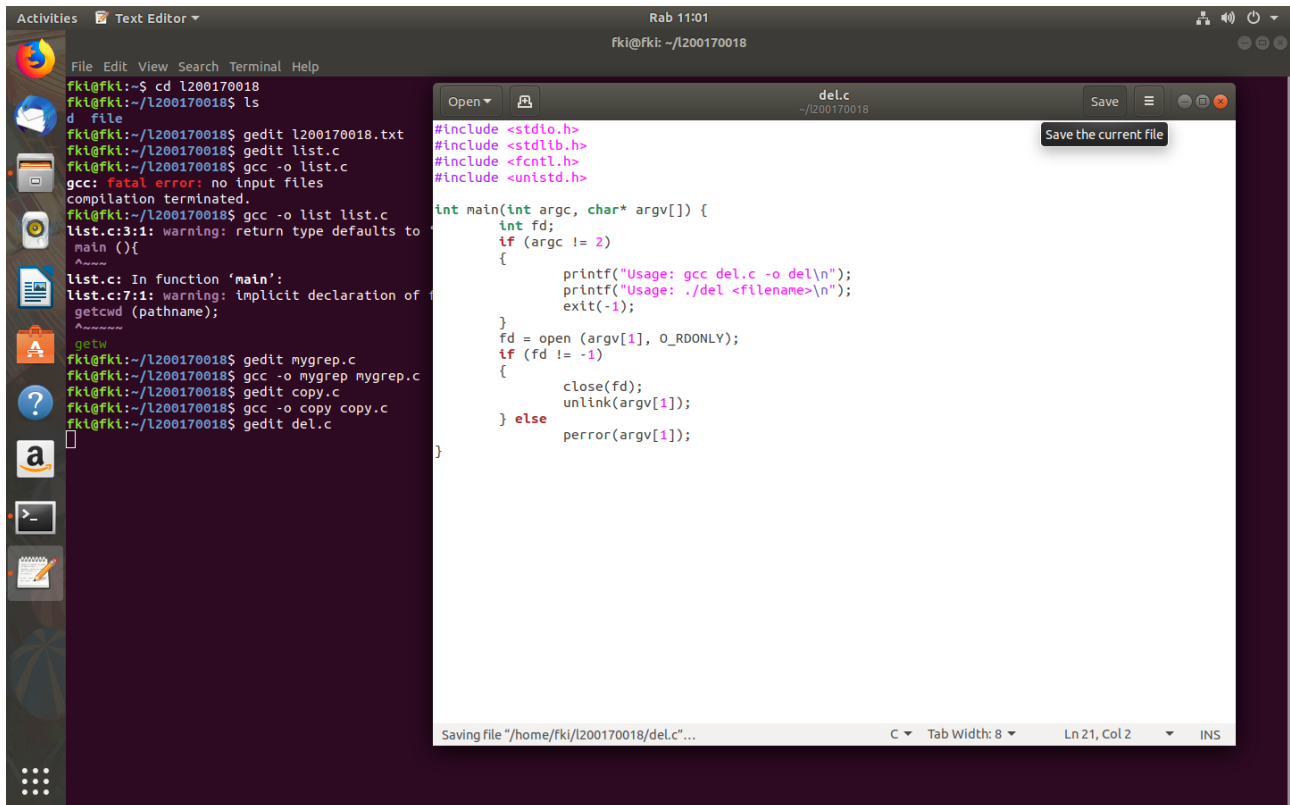 Activities Text Editor Rab 11:01
fki@fki: ~/l200170018
File Edit View Search Terminal Help
fki@fki:~$ cd l200170018
fki@fki:~/l200170018$ ls
d file
fki@fki:~/l200170018$ gedit l200170018.txt
fki@fki:~/l200170018$ gedit list.c
fki@fki:~/l200170018$ gcc -o list.c
gcc: fatal error: no input files
compilation terminated.
fki@fki:~/l200170018$ gcc -o list list.c
list.c:3:1: warning: return type defaults to
main (){
^~~~
list.c: In function ‘main’:
list.c:7:1: warning: implicit declaration of
getcwd (pathname);
^~~~~~
getw
fki@fki:~/l200170018$ gedit mygrep.c
fki@fki:~/l200170018$ gcc -o mygrep mygrep.c
fki@fki:~/l200170018$ gedit copy.c
fki@fki:~/l200170018$ gcc -o copy copy.c
fki@fki:~/l200170018$ gedit del.c
Open del.c Save
~/l200170018
Save the current file
#include <stdio.h>
#include <stdlib.h>
#include <fcntl.h>
#include <unistd.h>
int main(int argc, char* argv[]) {
int fd;
if (argc != 2)
{
printf("Usage: gcc del.c -o del\n");
printf("Usage: ./del <filename>\n");
exit(-1);
}
fd = open (argv[1], O_RDONLY);
if (fd != -1)
{
close(fd);
unlink(argv[1]);
} else
perror(argv[1]);
}
Saving file “/home/fki/l200170018/del.c”… C Tab Width: 8 Ln 21, Col 2 INS